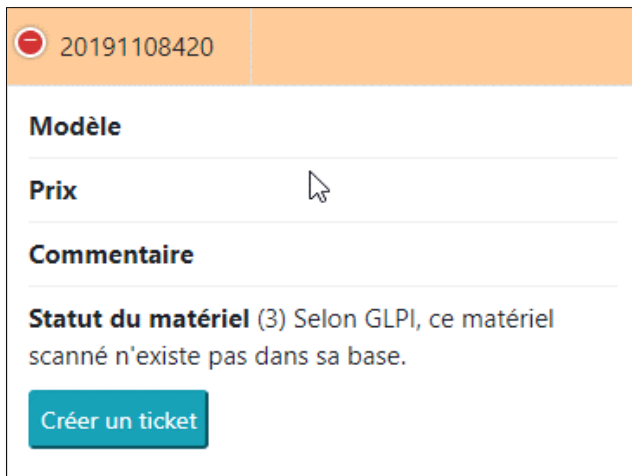 20191108420
Modèle
Prix
Commentaire
Statut du matériel (3) Selon GLPI, ce matériel
scanné n'existe pas dans sa base.
Créer un ticket